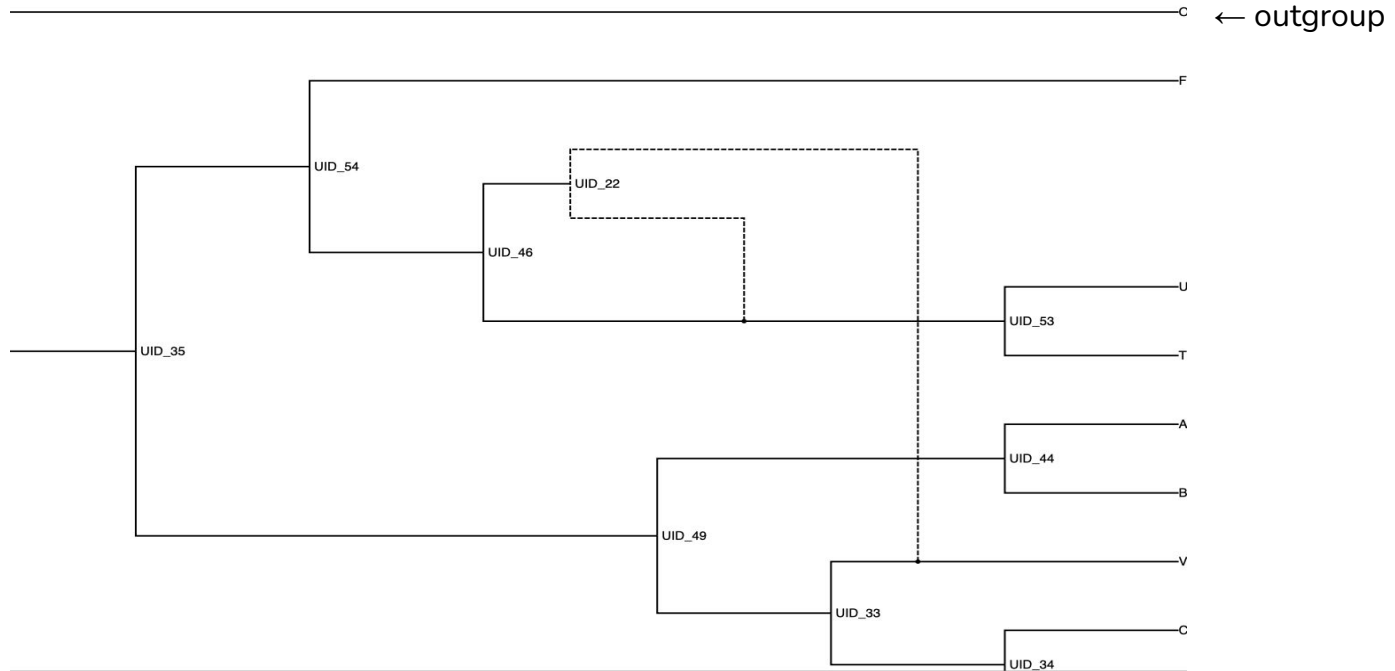 O ← outgroup
F
UID_54
UID_22
UID_46
U
UID_53
T
UID_35
A
UID_44
B
UID_49
V
UID_33
C
UID_34